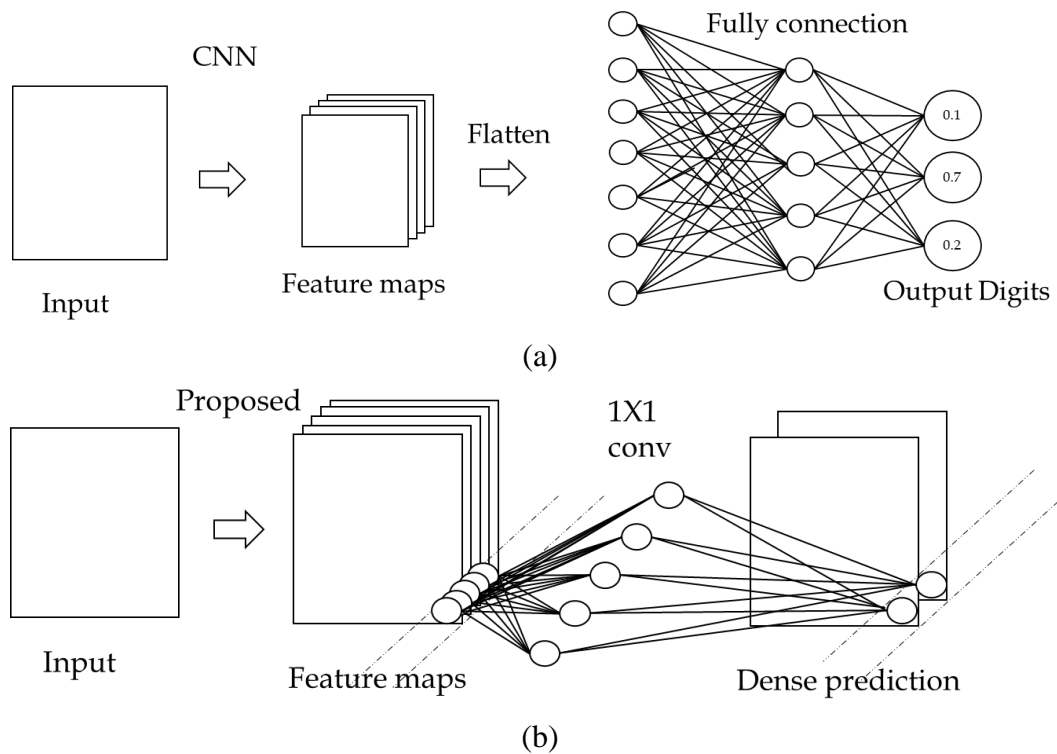 CNN
Fully connection
Flatten
0.1
0.7
0.2
Input
Feature maps
Output Digits
(a)
Proposed
1X1
conv
Input
Feature maps
Dense prediction
(b)